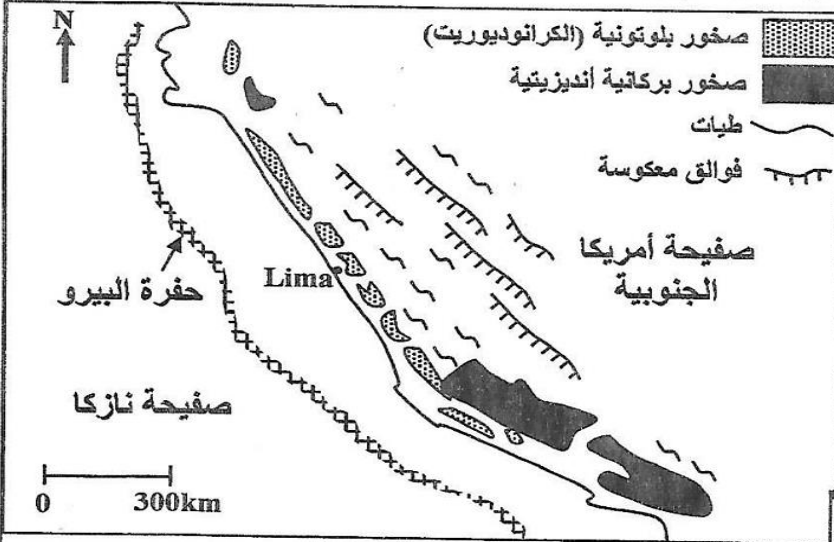 N
صخور بلوتونية (الكرانوديوريت)
صخور بركانية أنديزيتية
طيات
فوالق معكوسة
صفيحة أمريكا
الجنوبية
Lima
حفرة البيرو
صفيحة نازكا
0 300km